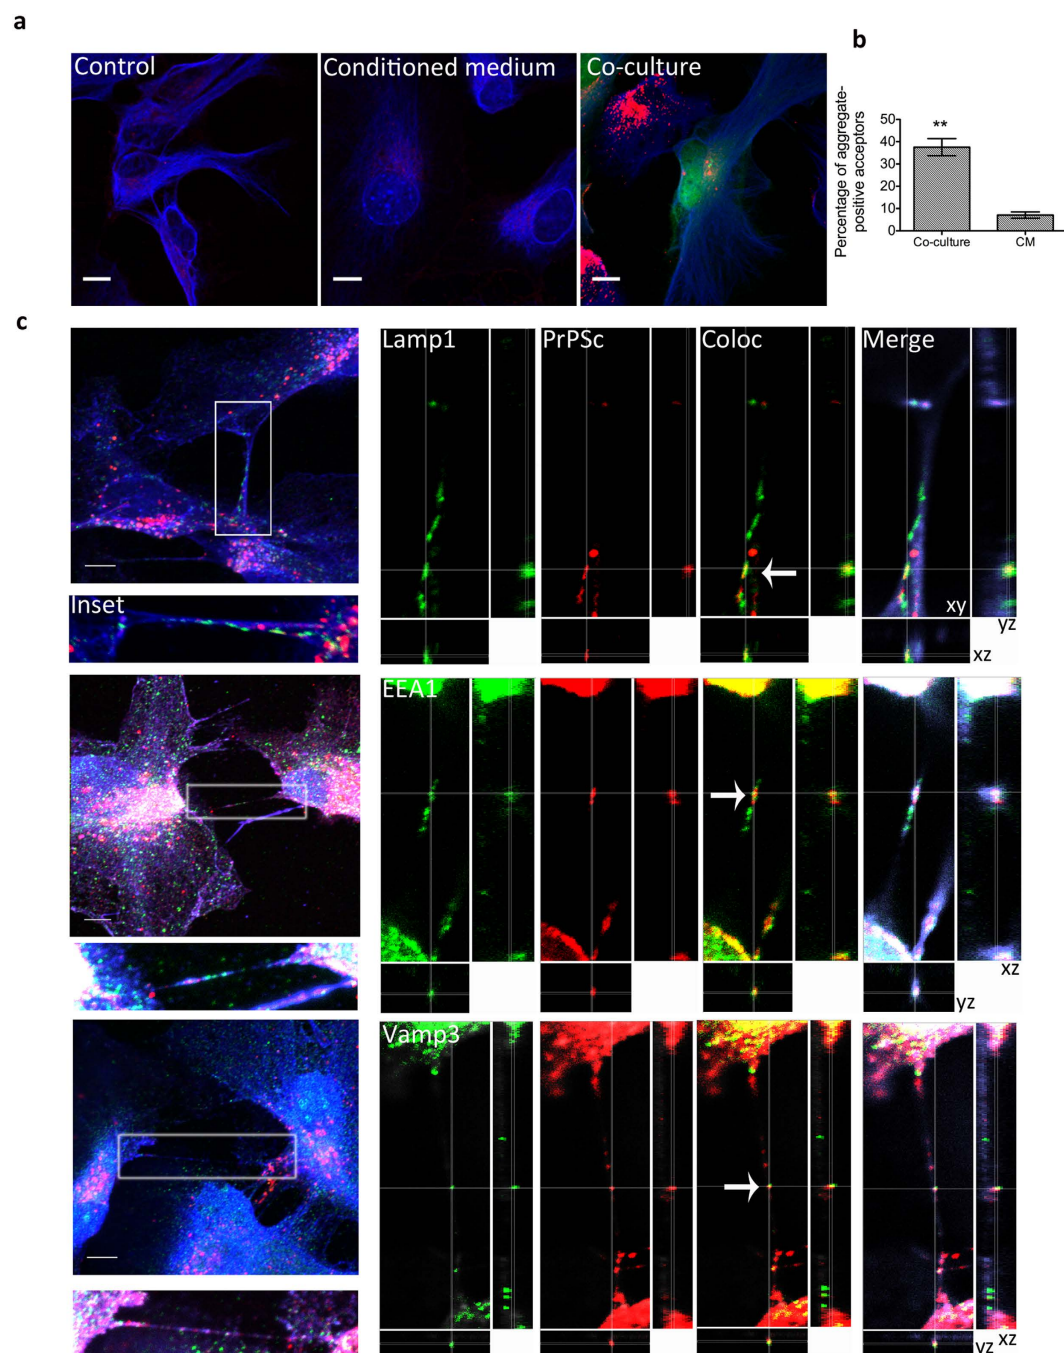 a
Control
Conditioned medium
Co-culture
b
Percentage of aggregate-
positive acceptors
**
50
40
30
20
10
0
Co-culture
CM
c
Lamp1
PrPSc
Coloc
Merge
xy
yz
xz
Inset
EEA1
xz
yz
Vamp3
yz
xz